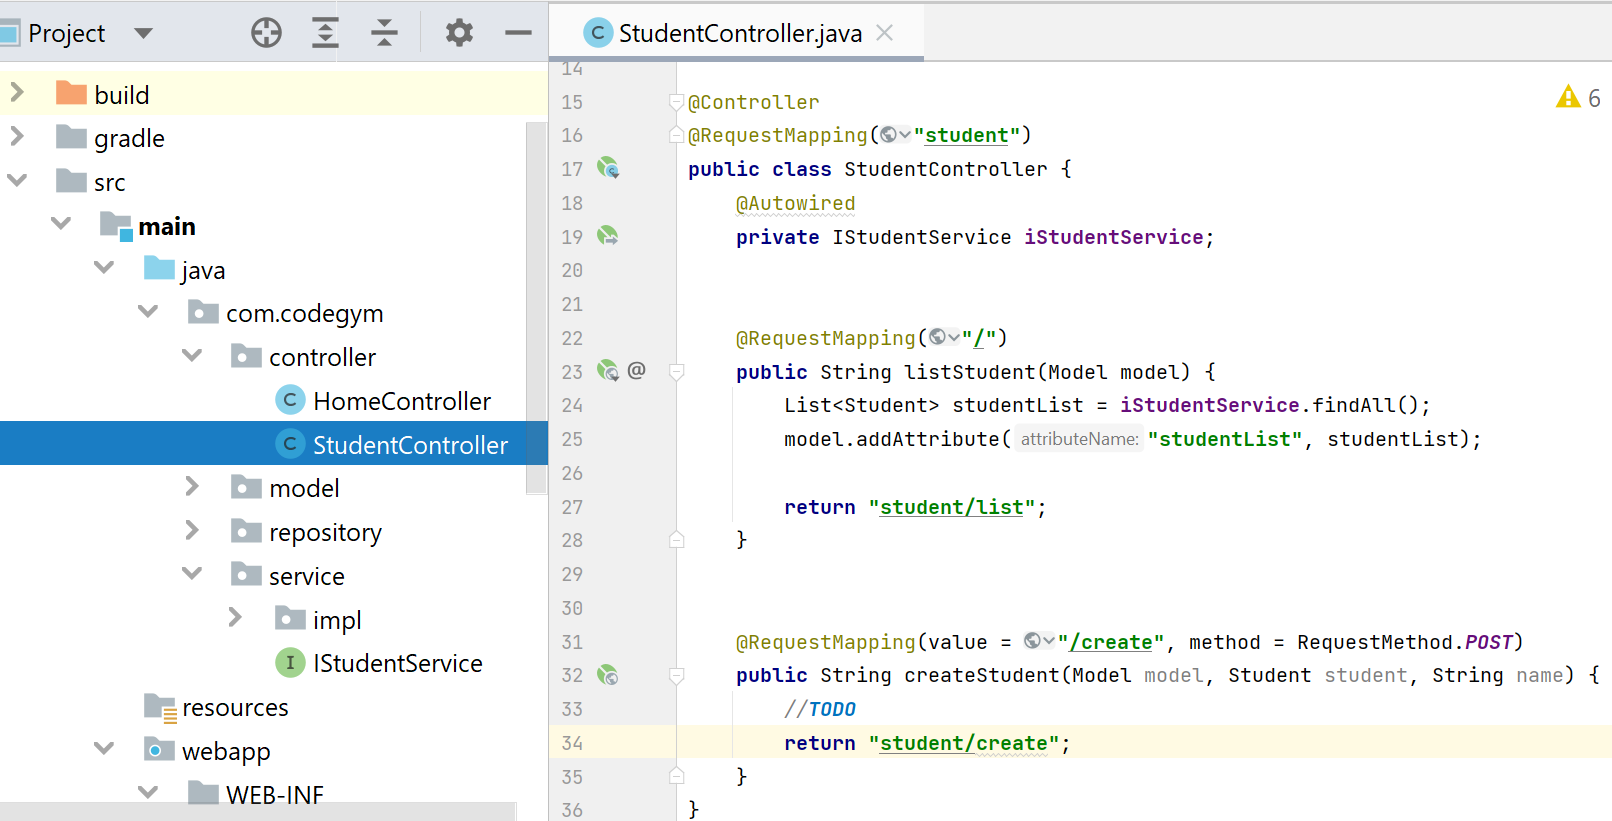 Project
build
gradle
src
main
java
com.codegym
controller
C HomeController
C StudentController
model
repository
service
impl
I IStudentService
resources
webapp
WEB-INF
C StudentController.java
6
14
15 @Controller
16 @RequestMapping("student")
17 public class StudentController {
18 @Autowired
19 private IStudentService iStudentService;
20
21
22 @RequestMapping("/")
23 @ public String listStudent(Model model) {
24 List<Student> studentList = iStudentService.findAll();
25 model.addAttribute( attributeName: "studentList", studentList);
26
27 return "student/list";
28 }
29
30
31 @RequestMapping(value = "/create", method = RequestMethod.POST)
32 public String createStudent(Model model, Student student, String name) {
33 //TODO
34 return "student/create";
35 }
36 }